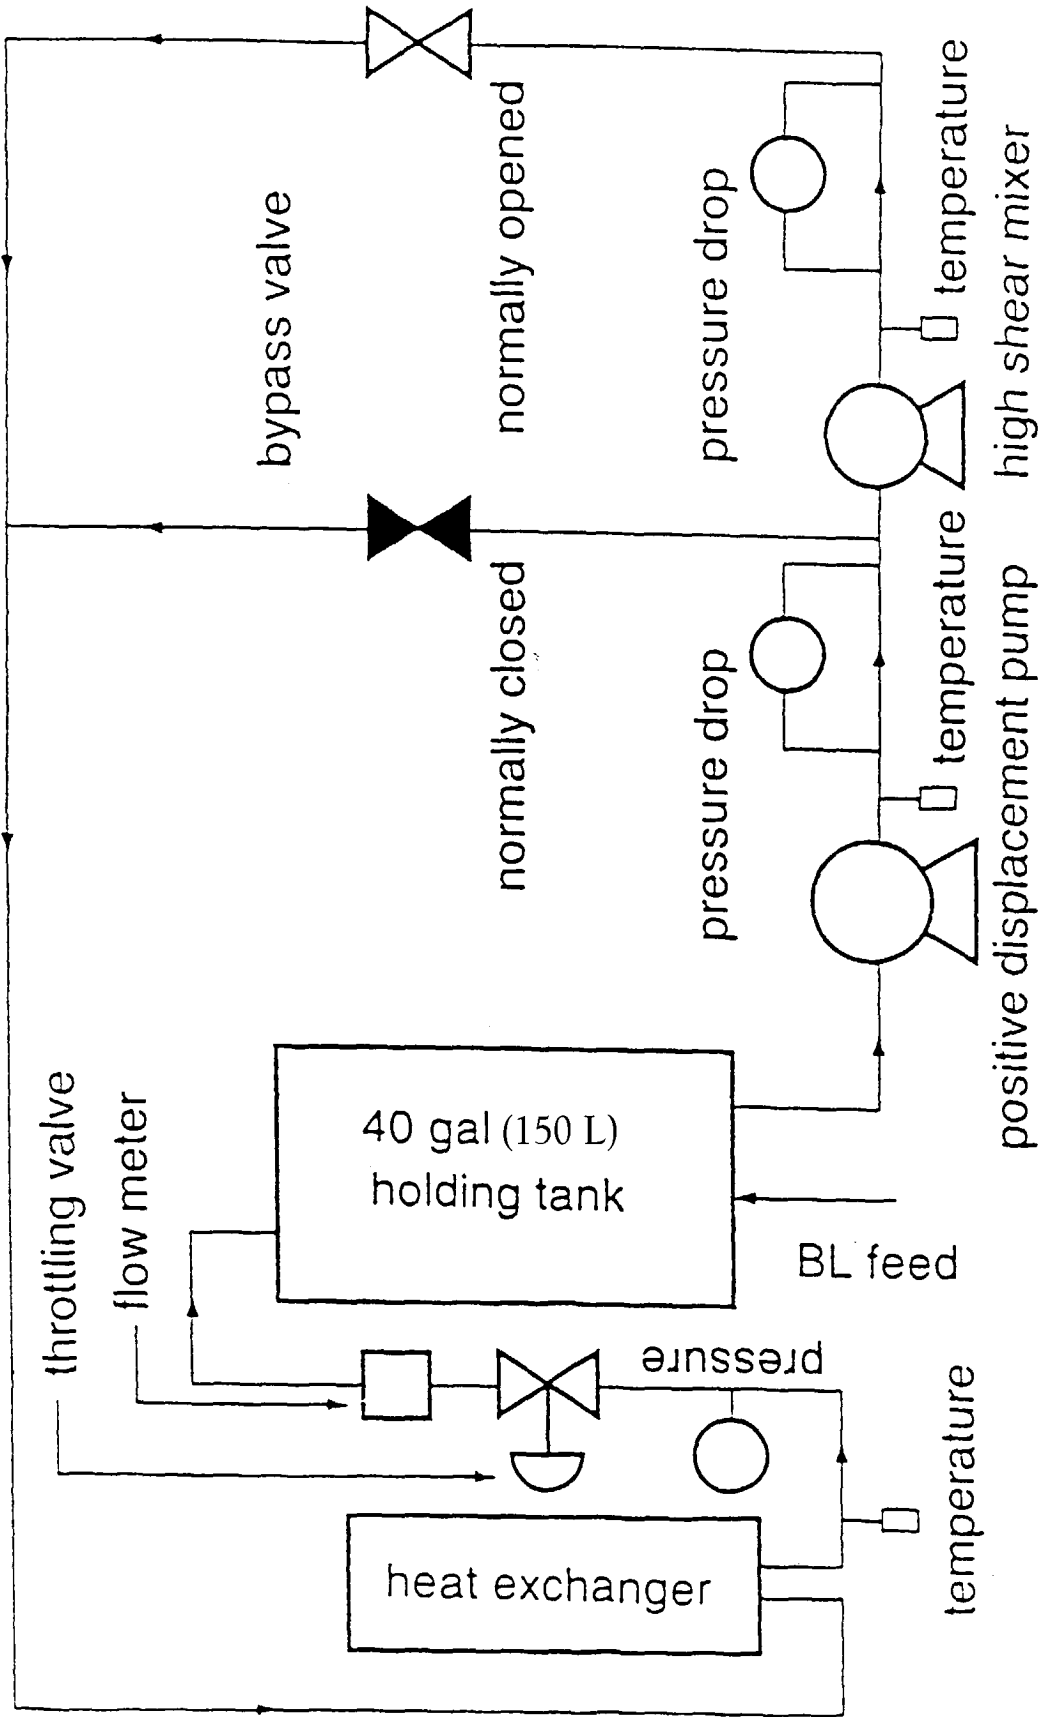 throttling valve
flow meter
bypass valve
normally opened
normally closed
pressure drop
pressure drop
40 gal (150 L)
holding tank
BL feed
pressure
heat exchanger
temperature
temperature
temperature
positive displacement pump
high shear mixer